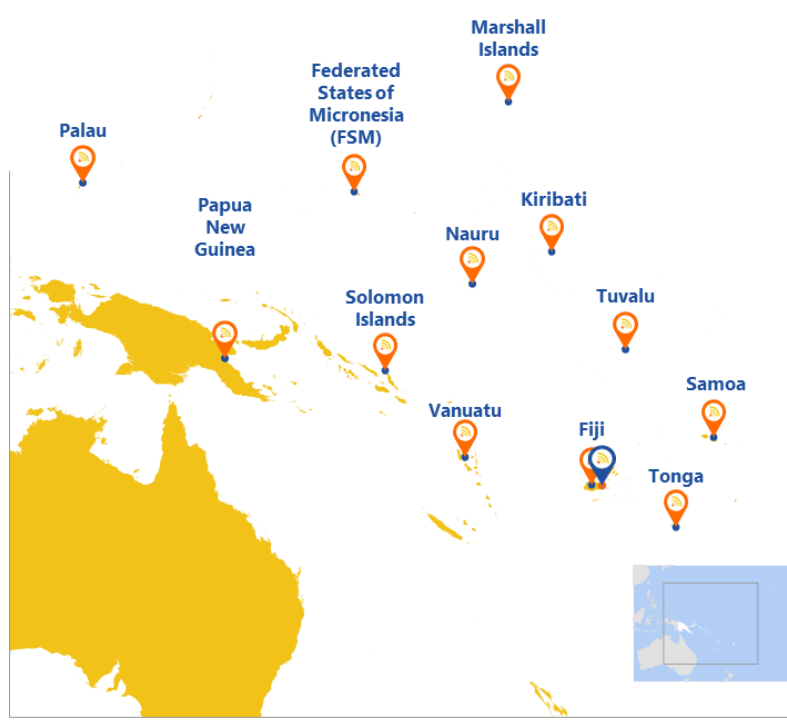 Marshall
Islands
Federated
States of
Micronesia
(FSM)
Palau
Papua
New
Guinea
Kiribati
Nauru
Solomon
Islands
Tuvalu
Samoa
Vanuatu
Fiji
Tonga